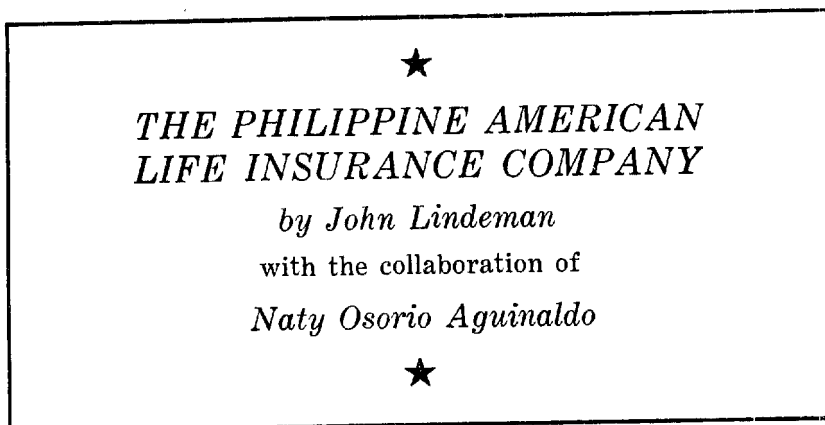 THE PHILIPPINE AMERICAN
LIFE INSURANCE COMPANY
by John Lindeman
with the collaboration of
Naty Osorio Aguinaldo